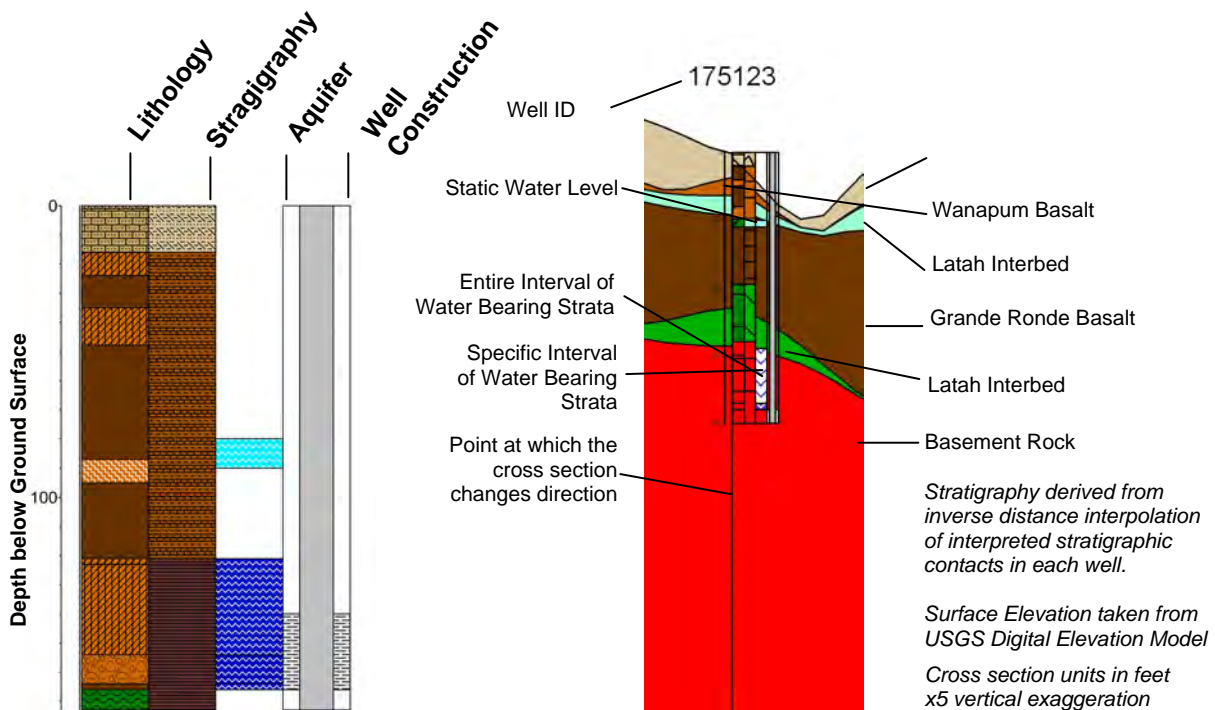 Lithology
Stragigraphy
Aquifer
Well
Construction
0
100
Depth below Ground Surface
175123
Well ID
Static Water Level
Entire Interval of
Water Bearing Strata
Specific Interval
of Water Bearing
Strata
Point at which the
cross section
changes direction
Wanapum Basalt
Latah Interbed
Grande Ronde Basalt
Latah Interbed
Basement Rock
Stratigraphy derived from
inverse distance interpolation
of interpreted stratigraphic
contacts in each well.
Surface Elevation taken from
USGS Digital Elevation Model
Cross section units in feet
x5 vertical exaggeration